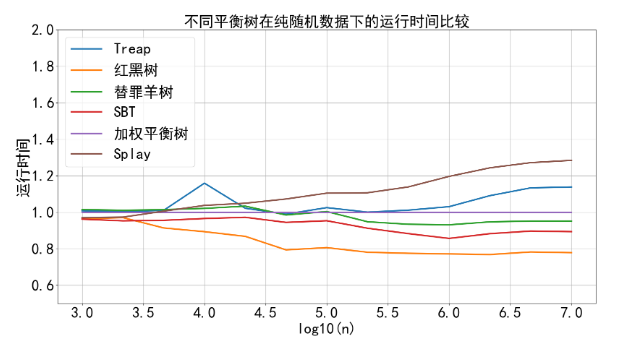 不同平衡树在纯随机数据下的运行时间比较
2.0
1.8
1.6
1.4
1.2
1.0
0.8
0.6
运行时间
Treap
红黑树
替罪羊树
SBT
加权平衡树
Splay
3.0 3.5 4.0 4.5 5.0 5.5 6.0 6.5 7.0
log10(n)